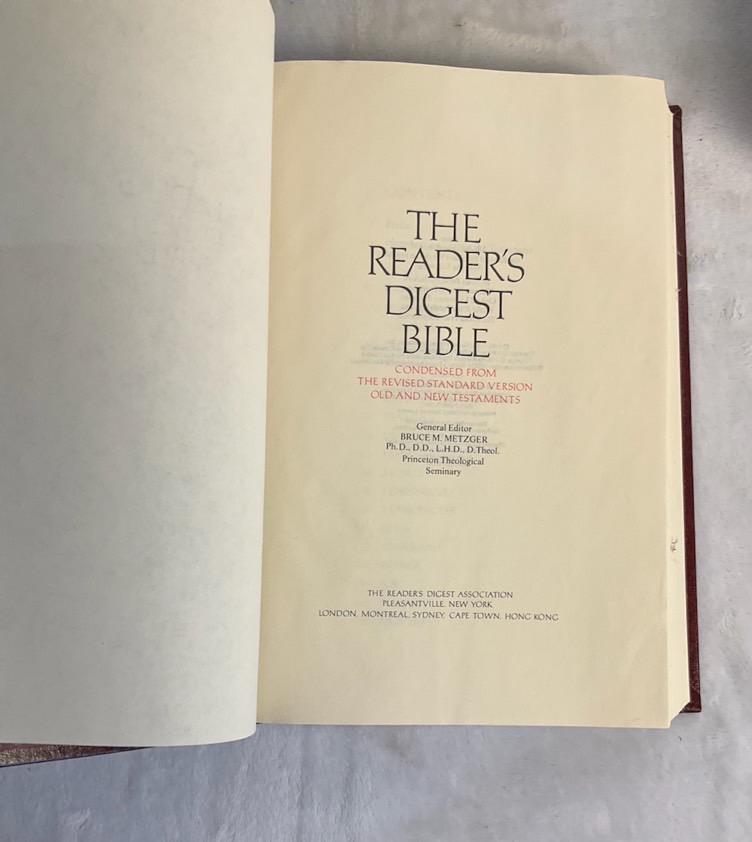 THE
READER'S
DIGEST
BIBLE
CONDENSED FROM
THE REVISED STANDARD VERSION
OLD AND NEW TESTAMENTS
General Editor
BRUCE M. METZGER
Ph.D., D.D., L.H.D., D.Theol.
Princeton Theological
Seminary
THE READER'S DIGEST ASSOCIATION
PLEASANTVILLE, NEW YORK
LONDON, MONTREAL, SYDNEY, CAPE TOWN, HONG KONG